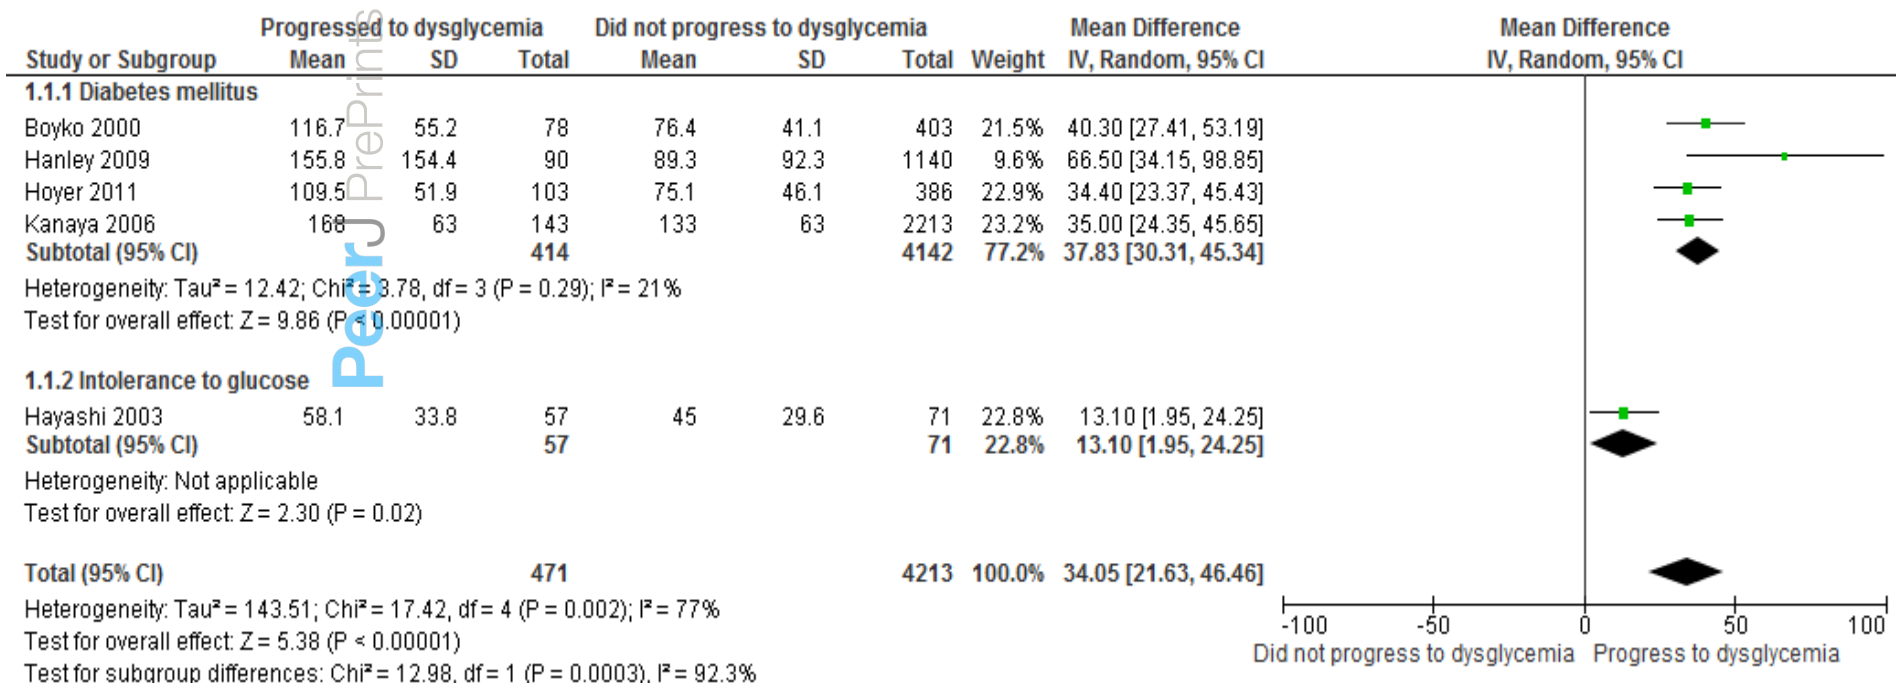 Progressed to dysglycemia Did not progress to dysglycemia Mean Difference Mean Difference
Study or Subgroup Mean SD Total Mean SD Total Weight IV, Random, 95% CI IV, Random, 95% CI
1.1.1 Diabetes mellitus
Boyko 2000 116.7 55.2 78 76.4 41.1 403 21.5% 40.30 [27.41, 53.19]
Hanley 2009 155.8 154.4 90 89.3 92.3 1140 9.6% 66.50 [34.15, 98.85]
Hoyer 2011 109.5 51.9 103 75.1 46.1 386 22.9% 34.40 [23.37, 45.43]
Kanaya 2006 168 63 143 133 63 2213 23.2% 35.00 [24.35, 45.65]
Subtotal (95% CI) 414 4142 77.2% 37.83 [30.31, 45.34]
Heterogeneity: Tau² = 12.42; Chi² = 3.78, df = 3 (P = 0.29); I² = 21%
Test for overall effect: Z = 9.86 (P < 0.00001)
1.1.2 Intolerance to glucose
Hayashi 2003 58.1 33.8 57 45 29.6 71 22.8% 13.10 [1.95, 24.25]
Subtotal (95% CI) 57 71 22.8% 13.10 [1.95, 24.25]
Heterogeneity: Not applicable
Test for overall effect: Z = 2.30 (P = 0.02)
Total (95% CI) 471 4213 100.0% 34.05 [21.63, 46.46]
Heterogeneity: Tau² = 143.51; Chi² = 17.42, df = 4 (P = 0.002); I² = 77%
Test for overall effect: Z = 5.38 (P < 0.00001)
Test for subgroup differences: Chi² = 12.98, df = 1 (P = 0.0003), I² = 92.3%
-100 -50 0 50 100
Did not progress to dysglycemia Progress to dysglycemia
PeerJ PrePrints